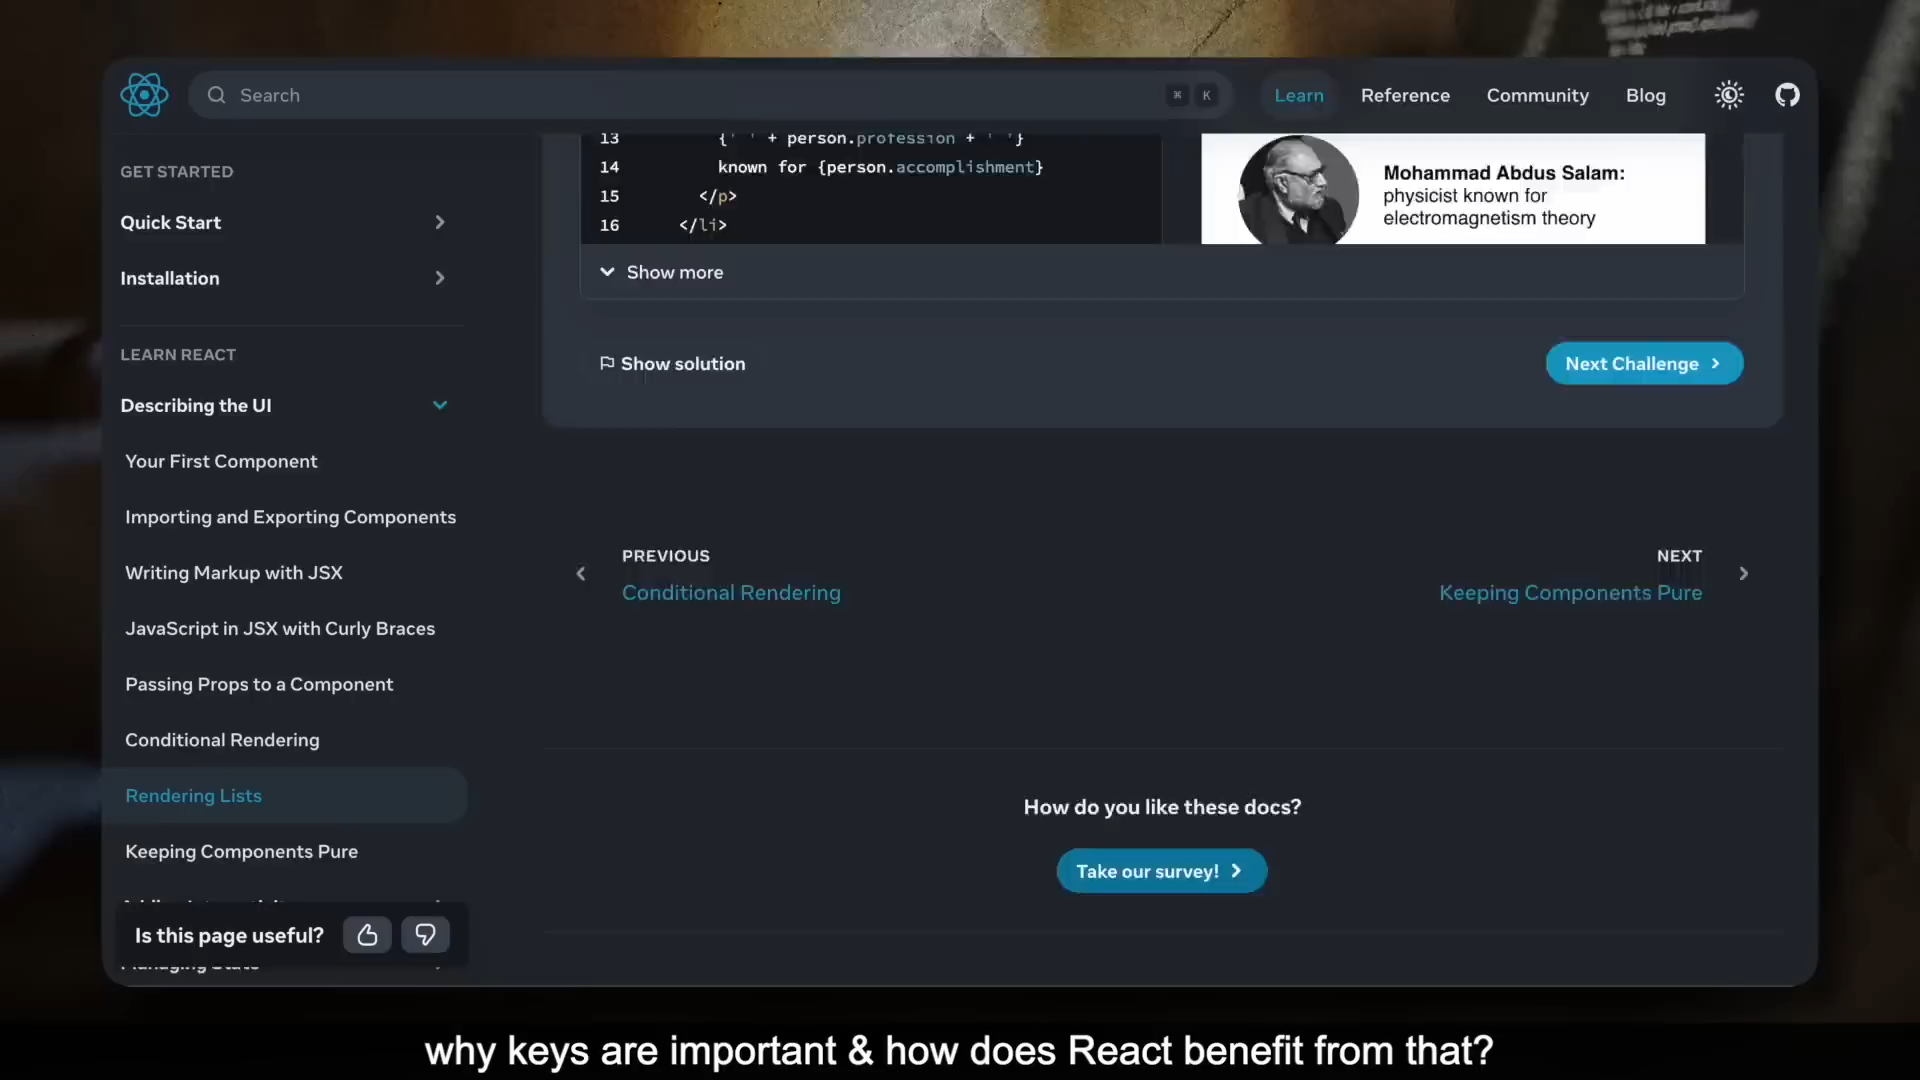 Search
⌘ K
Learn
Reference
Community
Blog
GET STARTED
Quick Start
Installation
LEARN REACT
Describing the UI
Your First Component
Importing and Exporting Components
Writing Markup with JSX
JavaScript in JSX with Curly Braces
Passing Props to a Component
Conditional Rendering
Rendering Lists
Keeping Components Pure
Is this page useful?
13 {' ' + person.profession + ' '}
14 known for {person.accomplishment}
15 </p>
16 </li>
Mohammad Abdus Salam:
physicist known for
electromagnetism theory
Show more
Show solution
Next Challenge
PREVIOUS
Conditional Rendering
NEXT
Keeping Components Pure
How do you like these docs?
Take our survey!
why keys are important & how does React benefit from that?